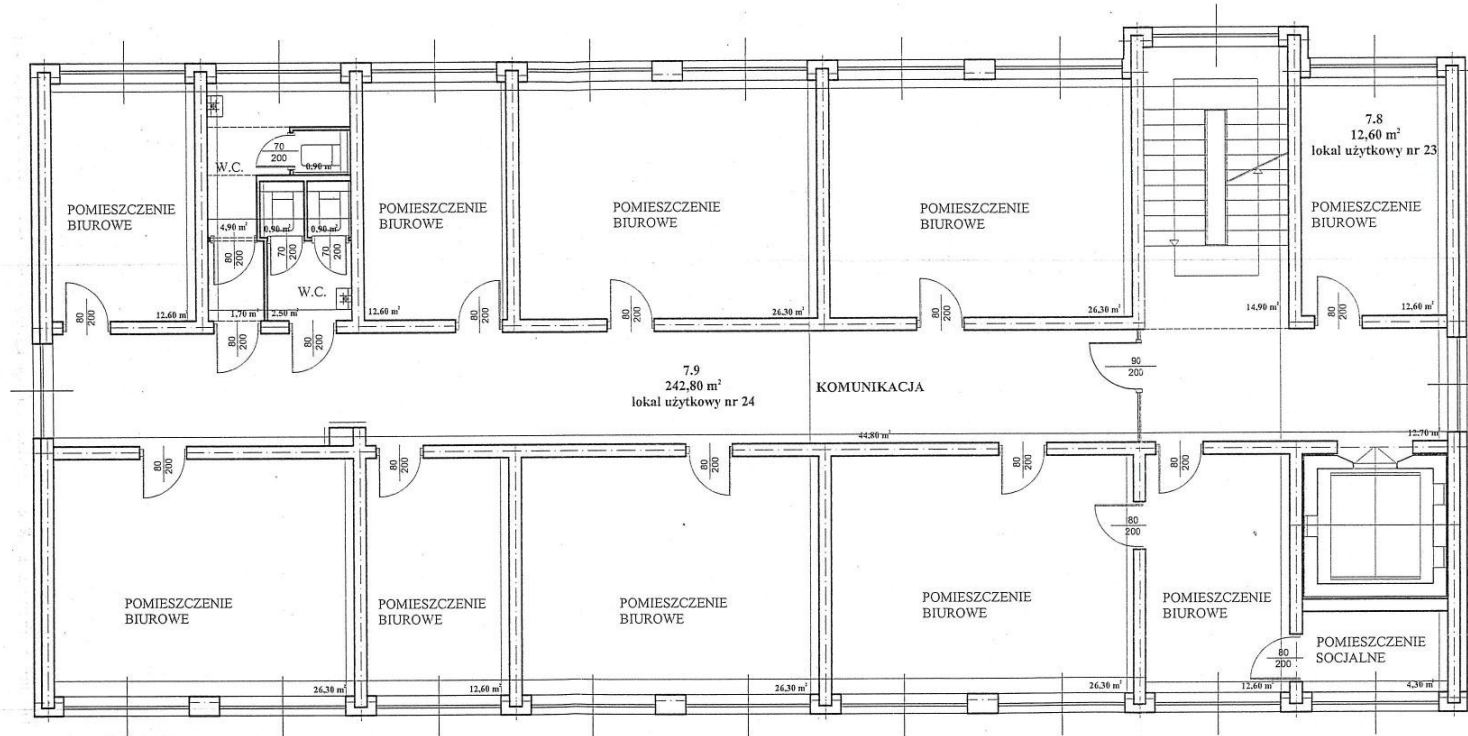 7.8
12,60 m²
lokal użytkowy nr 23
POMIESZCZENIE
BIUROWE
12,60 m²
80
200
W.C.
70
200
0,90 m²
4,90 m²
80
200
1,70 m²
0,90 m²
70
200
0,90 m²
70
200
W.C.
2,50 m²
80
200
80
200
POMIESZCZENIE
BIUROWE
12,60 m²
80
200
POMIESZCZENIE
BIUROWE
26,30 m²
80
200
POMIESZCZENIE
BIUROWE
26,30 m²
80
200
14,90 m²
POMIESZCZENIE
BIUROWE
12,60 m²
80
200
7.9
242,80 m²
lokal użytkowy nr 24
KOMUNIKACJA
44,80 m²
90
200
12,70 m²
POMIESZCZENIE
BIUROWE
26,30 m²
80
200
POMIESZCZENIE
BIUROWE
12,60 m²
80
200
POMIESZCZENIE
BIUROWE
26,30 m²
80
200
POMIESZCZENIE
BIUROWE
26,30 m²
80
200
80
200
POMIESZCZENIE
BIUROWE
12,60 m²
80
200
80
200
POMIESZCZENIE
SOCJALNE
4,30 m²